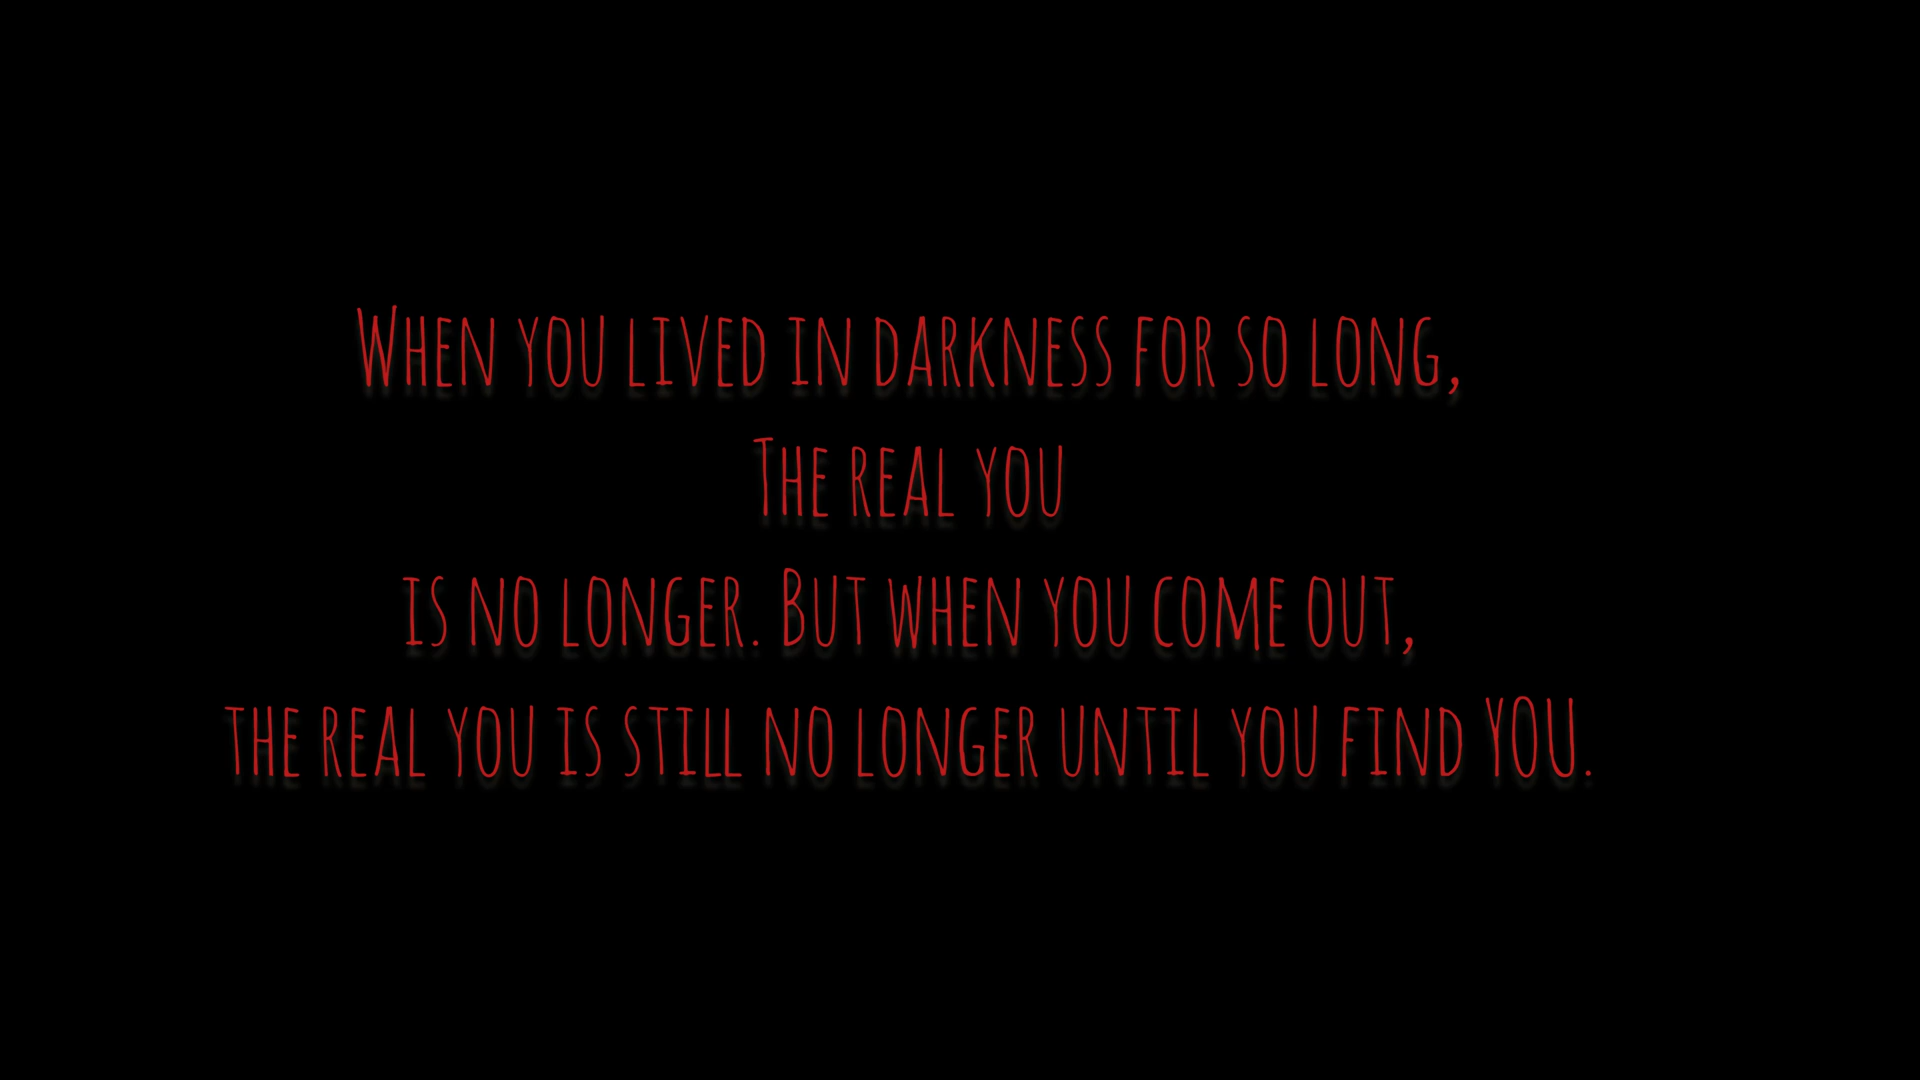 When you lived in darkness for so long,
The real you
is no longer. But when you come out,
the real you is still no longer until you find YOU.